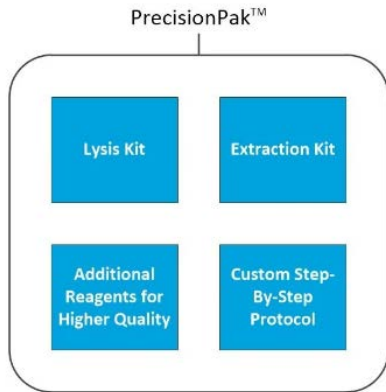 PrecisionPak™
Lysis Kit
Extraction Kit
Additional
Reagents for
Higher Quality
Custom Step-
By-Step
Protocol